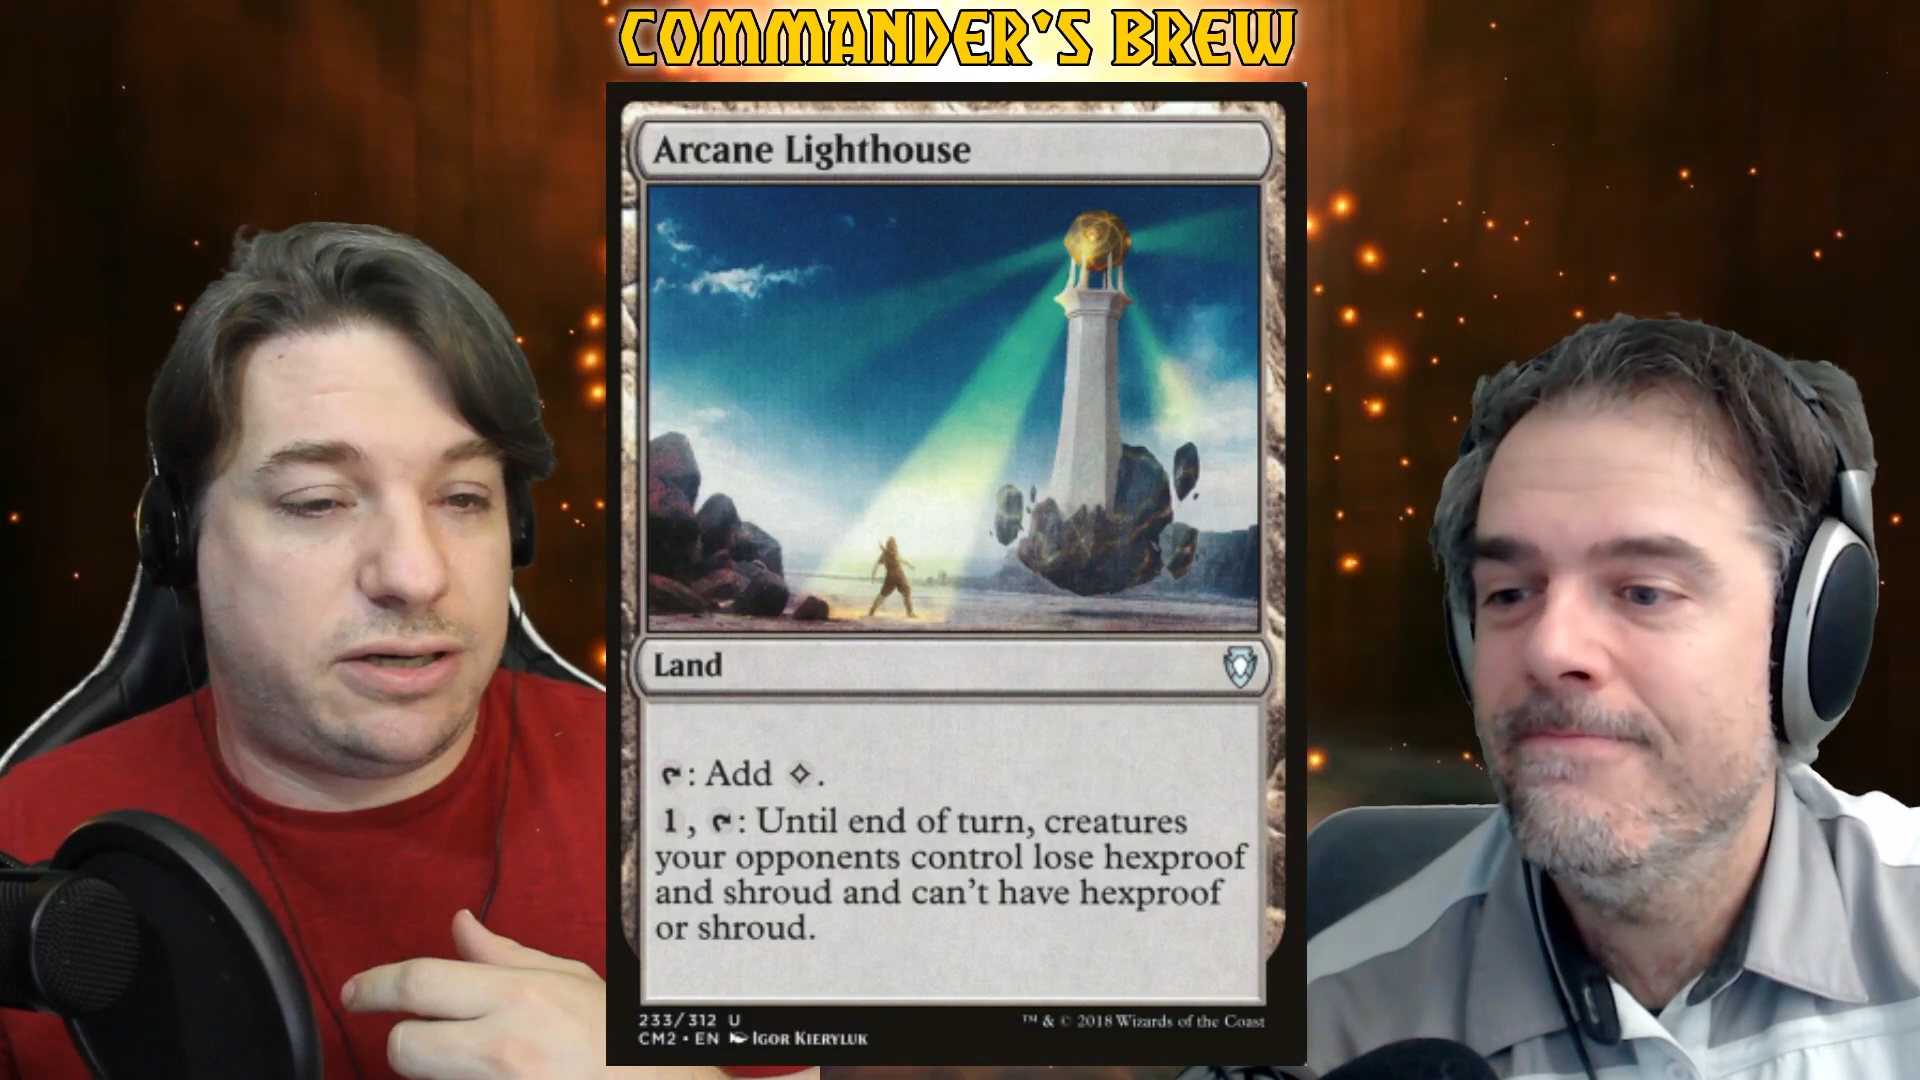 COMMANDER'S BREW
Arcane Lighthouse
Land
: Add .
1, : Until end of turn, creatures
your opponents control lose hexproof
and shroud and can't have hexproof
or shroud.
233/312 U
CM2 • EN IGOR KIERYLUK
™ & © 2018 Wizards of the Coast